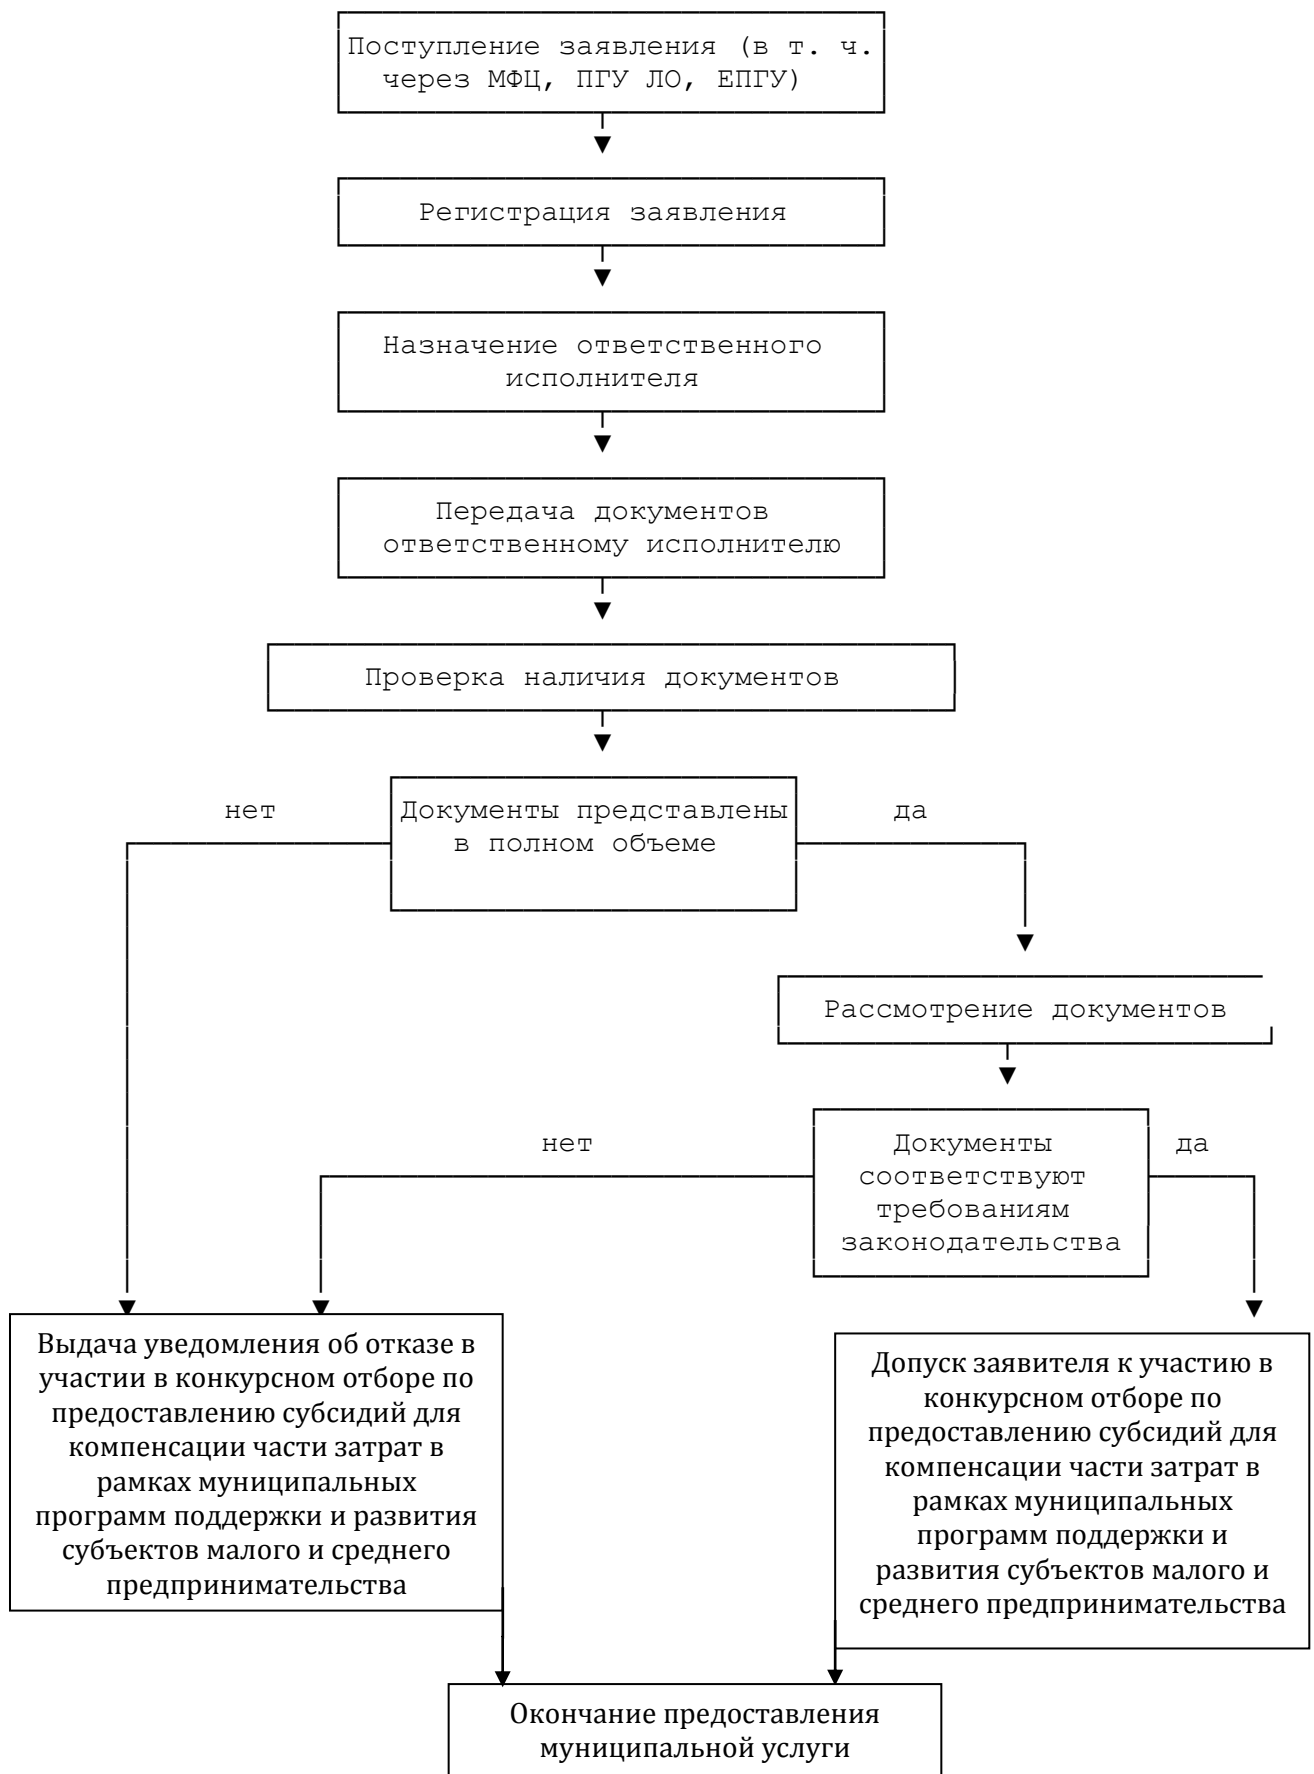 Поступление заявления (в т. ч.
через МФЦ, ПГУ ЛО, ЕПГУ)
Регистрация заявления
Назначение ответственного
исполнителя
Передача документов
ответственному исполнителю
Проверка наличия документов
нет
Документы представлены
в полном объеме
да
Рассмотрение документов
нет
Документы
соответствуют
требованиям
законодательства
да
Выдача уведомления об отказе в
участии в конкурсном отборе по
предоставлению субсидий для
компенсации части затрат в
рамках муниципальных
программ поддержки и развития
субъектов малого и среднего
предпринимательства
Допуск заявителя к участию в
конкурсном отборе по
предоставлению субсидий для
компенсации части затрат в
рамках муниципальных
программ поддержки и
развития субъектов малого и
среднего предпринимательства
Окончание предоставления
муниципальной услуги